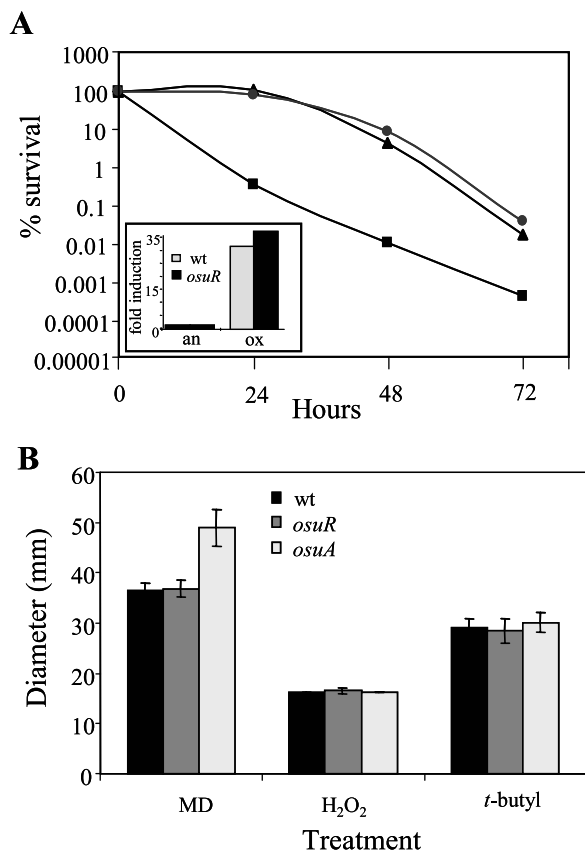 A
1000
100
10
1
0.1
0.01
0.001
0.0001
0.00001
% survival
35
15
0
fold induction
wt
osuR
an
ox
0
24
48
72
Hours
B
60
50
40
30
20
10
0
Diameter (mm)
wt
osuR
osuA
MD
H₂O₂
t-butyl
Treatment